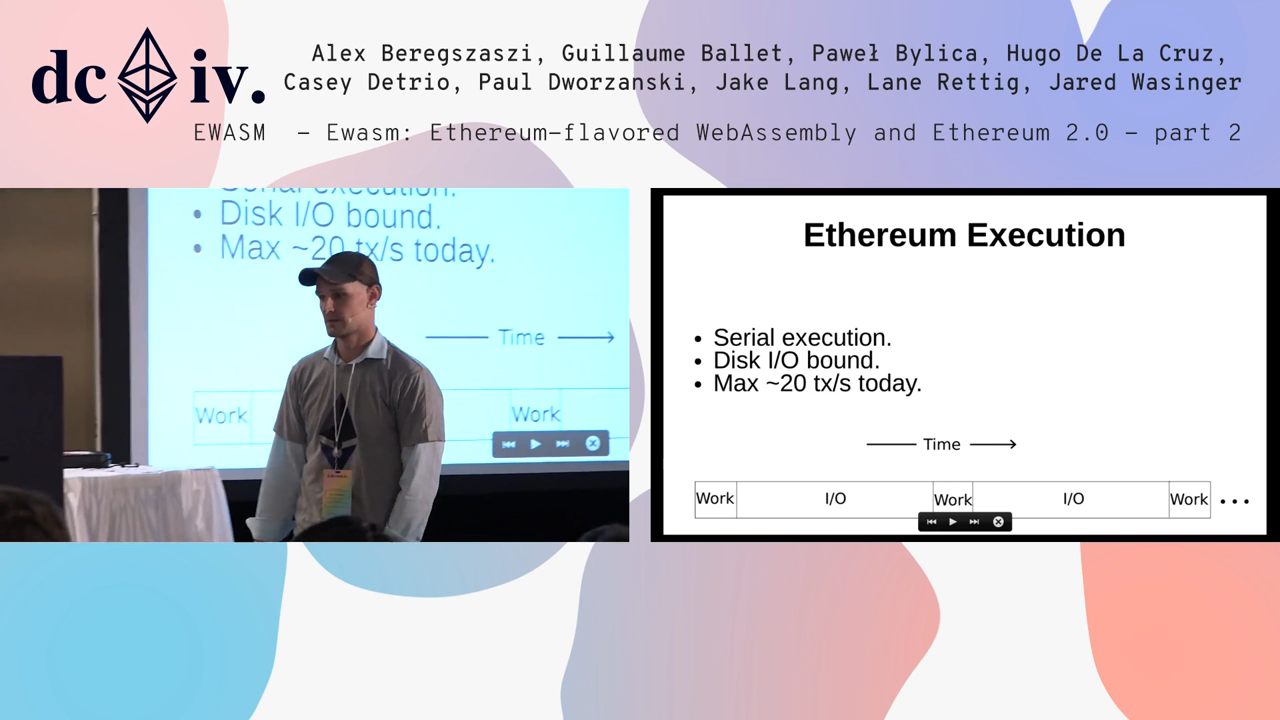 dc iv.
Alex Beregszaszi, Guillaume Ballet, Paweł Bylica, Hugo De La Cruz,
Casey Detrio, Paul Dworzanski, Jake Lang, Lane Rettig, Jared Wasinger
EWASM - Ewasm: Ethereum-flavored WebAssembly and Ethereum 2.0 - part 2
Serial execution.
• Disk I/O bound.
• Max ~20 tx/s today.
Time
Work Work
Ethereum Execution
• Serial execution.
• Disk I/O bound.
• Max ~20 tx/s today.
Time
Work I/O Work I/O Work ...